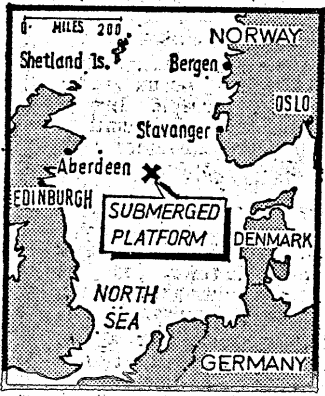 0 MILES 200
NORWAY
Shetland Is.
Bergen
OSLO
Stavanger
Aberdeen
EDINBURGH
SUBMERGED
PLATFORM
DENMARK
NORTH
SEA
GERMANY